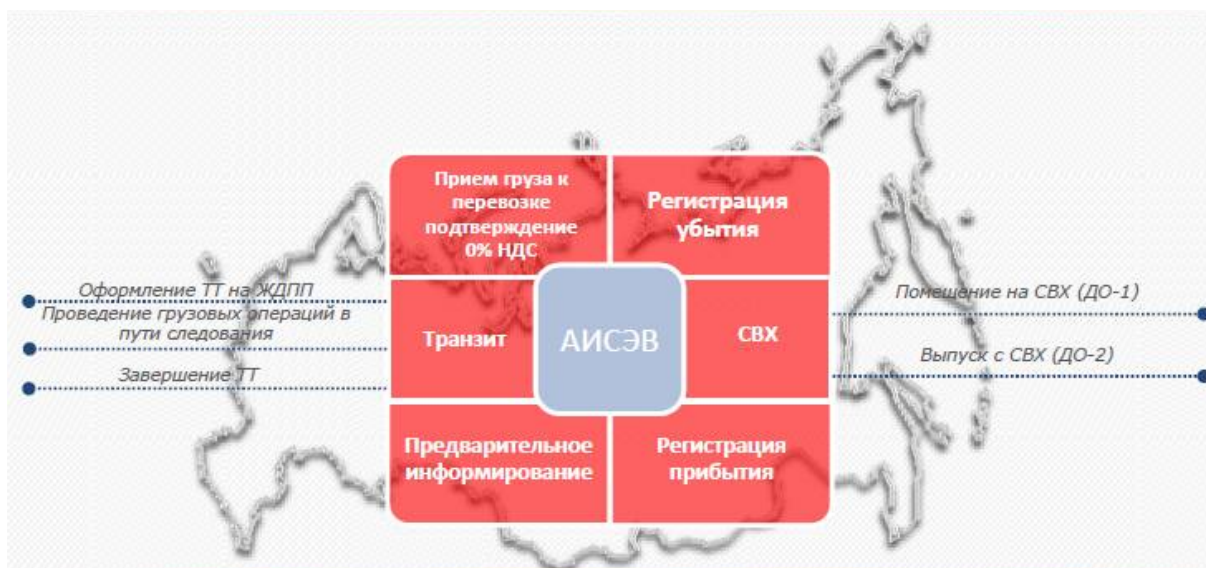 Прием груза к
перевозке
подтверждение
0% НДС
Регистрация
убытия
Оформление ТТ на ЖДПП
Проведение грузовых операций в
пути следования
Завершение ТТ
Транзит
АИСЭВ
СВХ
Помещение на СВХ (ДО-1)
Выпуск с СВХ (ДО-2)
Предварительное
информирование
Регистрация
прибытия